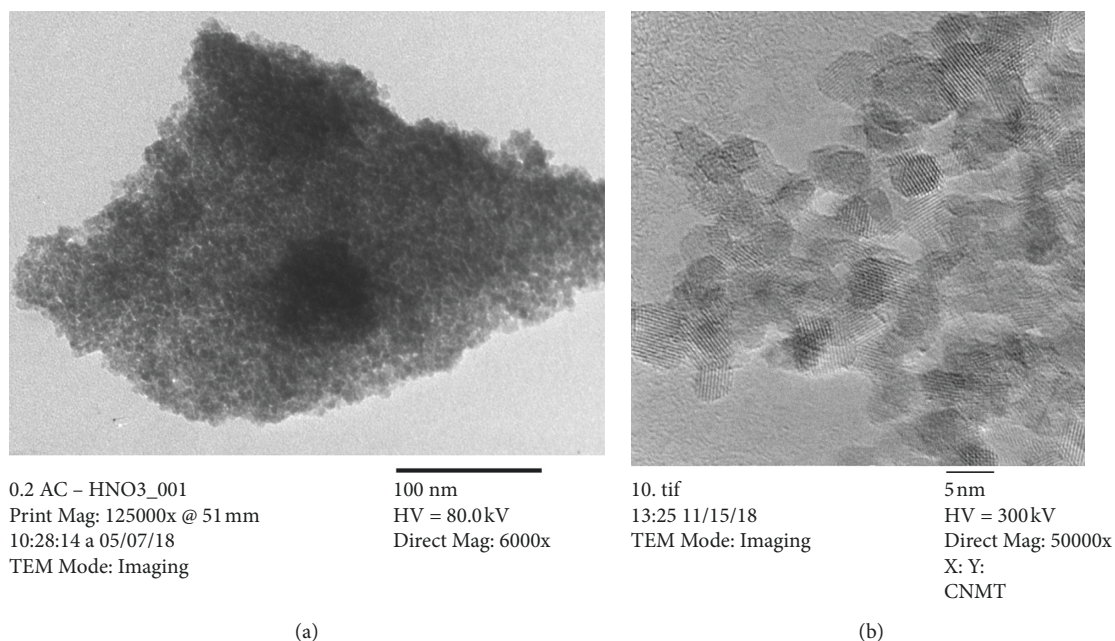 0.2 AC – HNO3_001
Print Mag: 125000x @ 51 mm
10:28:14 a 05/07/18
TEM Mode: Imaging
100 nm
HV = 80.0 kV
Direct Mag: 6000x
(a)
10. tif
13:25 11/15/18
TEM Mode: Imaging
5 nm
HV = 300 kV
Direct Mag: 50000x
X: Y:
CNMT
(b)